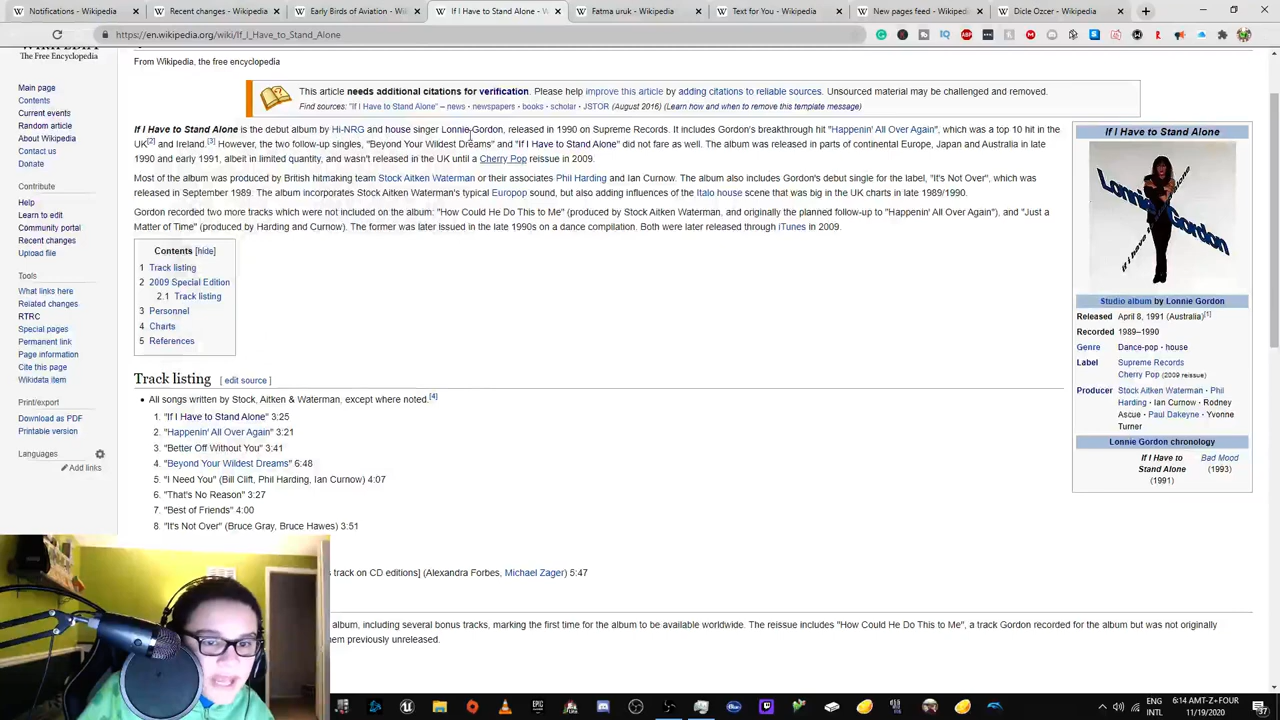 Notifications - Wikipedia
Recent changes - Wikipedia
Early Birds of Aviation - Wiki
If I Have to Stand Alone - W
Fatma uruk - Wikipedia
Text for You - Wikipedia
New pages feed - Wikipedi
Dicle Ozcer - Wikipedia
https://en.wikipedia.org/wiki/If_I_Have_to_Stand_Alone
WIKIPEDIA
The Free Encyclopedia
Main page
Contents
Current events
Random article
About Wikipedia
Contact us
Donate
Contribute
Help
Learn to edit
Community portal
Recent changes
Upload file
Tools
What links here
Related changes
RTRC
Special pages
Permanent link
Page information
Cite this page
Wikidata item
Print/export
Download as PDF
Printable version
Languages
Add links
From Wikipedia, the free encyclopedia
This article needs additional citations for verification. Please help improve this article by adding citations to reliable sources. Unsourced material may be challenged and removed.
Find sources: "If I Have to Stand Alone" – news · newspapers · books · scholar · JSTOR (August 2016) (Learn how and when to remove this template message)
If I Have to Stand Alone is the debut album by Hi-NRG and house singer Lonnie Gordon, released in 1990 on Supreme Records. It includes Gordon's breakthrough hit "Happenin' All Over Again", which was a top 10 hit in the
UK[2] and Ireland.[3] However, the two follow-up singles, "Beyond Your Wildest Dreams" and "If I Have to Stand Alone" did not fare as well. The album was released in parts of continental Europe, Japan and Australia in late
1990 and early 1991, albeit in limited quantity, and wasn't released in the UK until a Cherry Pop reissue in 2009.
Most of the album was produced by British hitmaking team Stock Aitken Waterman or their associates Phil Harding and Ian Curnow. The album also includes Gordon's debut single for the label, "It's Not Over", which was
released in September 1989. The album incorporates Stock Aitken Waterman's typical Europop sound, but also adding influences of the Italo house scene that was big in the UK charts in late 1989/1990.
Gordon recorded two more tracks which were not included on the album: "How Could He Do This to Me" (produced by Stock Aitken Waterman, and originally the planned follow-up to "Happenin' All Over Again"), and "Just a
Matter of Time" (produced by Harding and Curnow). The former was later issued in the late 1990s on a dance compilation. Both were later released through iTunes in 2009.
Contents [hide]
1 Track listing
2 2009 Special Edition
2.1 Track listing
3 Personnel
4 Charts
5 References
Track listing [ edit source ]
• All songs written by Stock, Aitken & Waterman, except where noted.[4]
1. "If I Have to Stand Alone" 3:25
2. "Happenin' All Over Again" 3:21
3. "Better Off Without You" 3:41
4. "Beyond Your Wildest Dreams" 6:48
5. "I Need You" (Bill Clift, Phil Harding, Ian Curnow) 4:07
6. "That's No Reason" 3:27
7. "Best of Friends" 4:00
8. "It's Not Over" (Bruce Gray, Bruce Hawes) 3:51
s track on CD editions] (Alexandra Forbes, Michael Zager) 5:47
album, including several bonus tracks, marking the first time for the album to be available worldwide. The reissue includes "How Could He Do This to Me", a track Gordon recorded for the album but was not originally
em previously unreleased.
If I Have to Stand Alone
Lonnie Gordon
If I Have to Stand Alone
Studio album by Lonnie Gordon
Released April 8, 1991 (Australia)[1]
Recorded 1989–1990
Genre Dance-pop · house
Label Supreme Records
Cherry Pop (2009 reissue)
Producer Stock Aitken Waterman · Phil
Harding · Ian Curnow · Rodney
Ascue · Paul Dakeyne · Yvonne
Turner
Lonnie Gordon chronology
If I Have to
Stand Alone
(1991)
Bad Mood
(1993)
ENG
INTL
6:14 AMT-Z+FOUR
11/19/2020